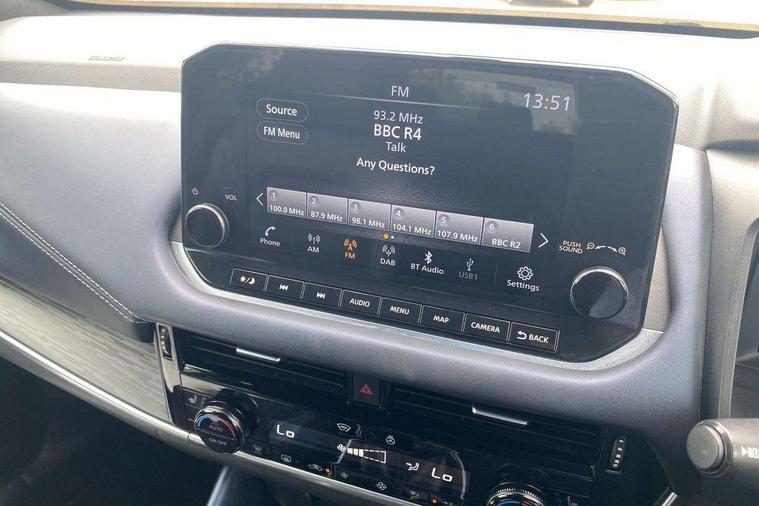 FM
13:51
Source
93.2 MHz
FM Menu
BBC R4
Talk
Any Questions?
1 2 3 4 5 6
100.0 MHz 87.9 MHz 98.1 MHz 104.1 MHz 107.9 MHz BBC R2
VOL
PUSH SOUND
Phone AM FM DAB BT Audio USB1 Settings
AUDIO MENU MAP CAMERA BACK
AUTO
ON·OFF
Lo
Lo